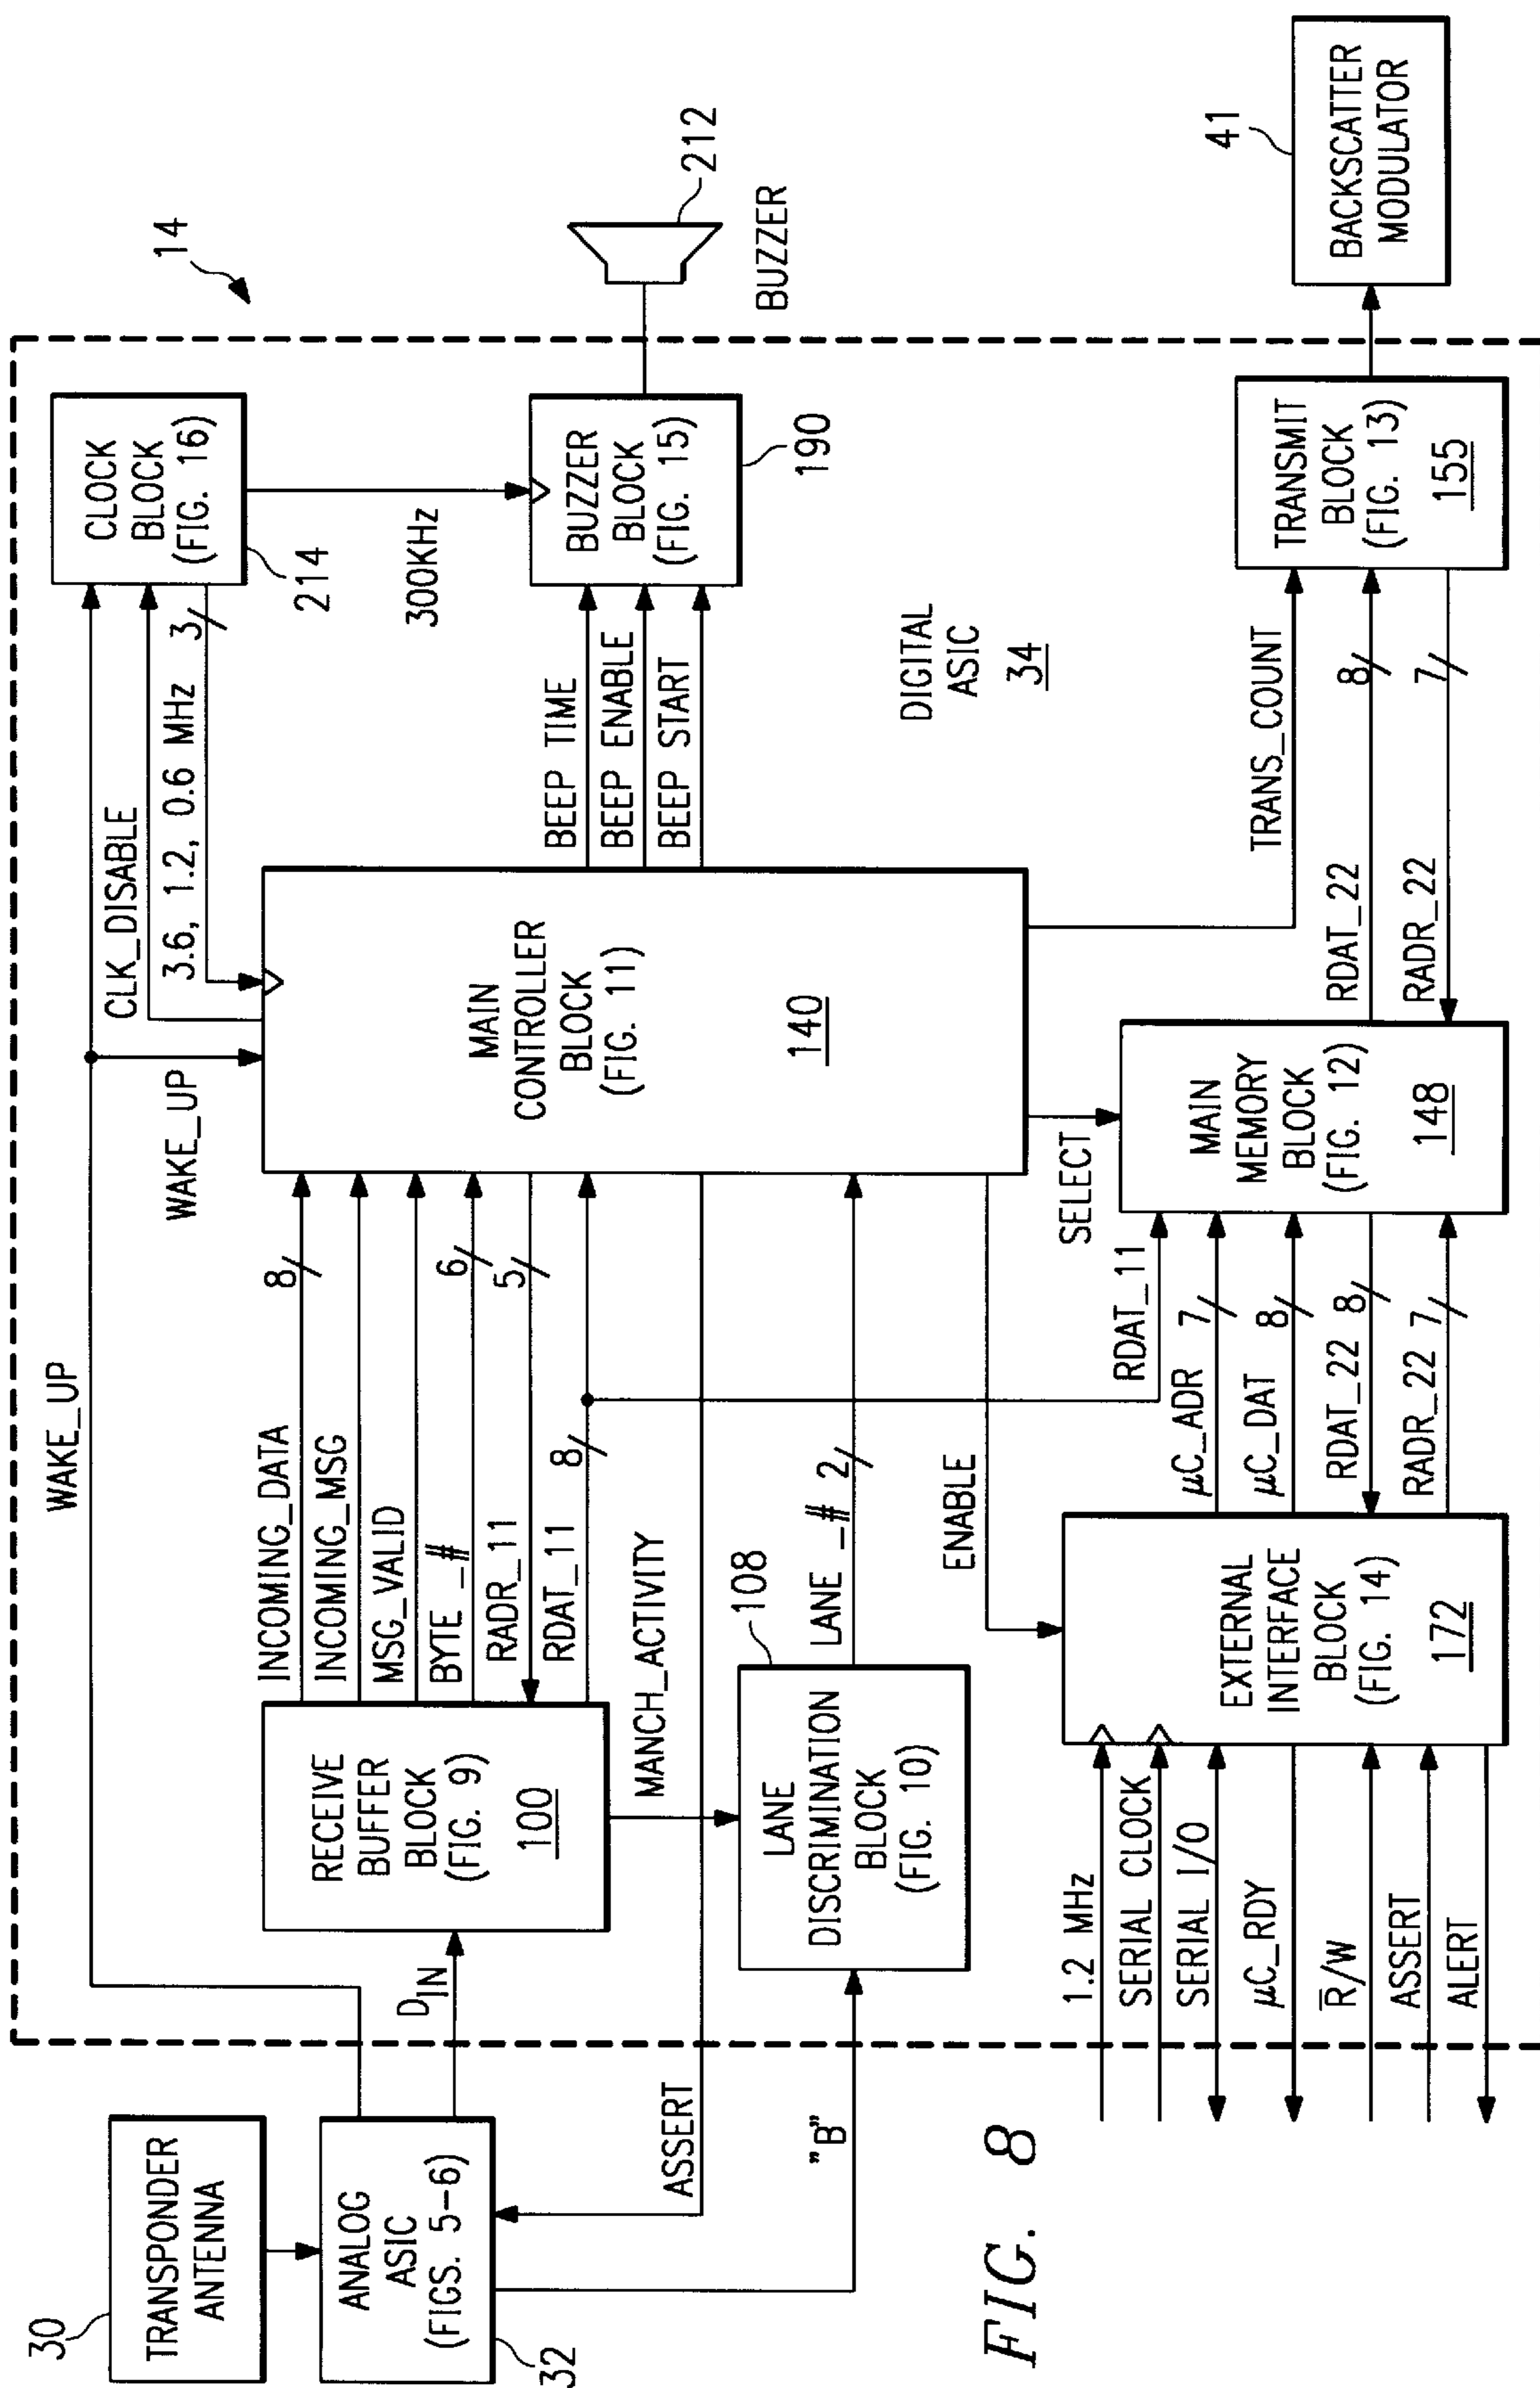 30
TRANSPONDER
ANTENNA
ANALOG
ASIC
(FIGS. 5-6)
32
14
WAKE_UP
WAKE_UP
CLK_DISABLE
3.6, 1.2, 0.6 MHz
3
CLOCK
BLOCK
(FIG. 16)
214
300KHz
D_IN
RECEIVE
BUFFER
BLOCK
(FIG. 9)
100
INCOMING_DATA
8
INCOMING_MSG
MSG_VALID
BYTE_#
6
RADR_11
5
RDAT_11
8
MAIN
CONTROLLER
BLOCK
(FIG. 11)
140
BEEP TIME
BEEP ENABLE
BEEP START
BUZZER
BLOCK
(FIG. 15)
190
212
BUZZER
MANCH_ACTIVITY
ASSERT
"B"
108
LANE
DISCRIMINATION
BLOCK
(FIG. 10)
LANE_#
2
DIGITAL
ASIC
34
ENABLE
SELECT
RDAT_11
1.2 MHz
SERIAL CLOCK
SERIAL I/O
μC_RDY
R̅/W
ASSERT
ALERT
EXTERNAL
INTERFACE
BLOCK
(FIG. 14)
172
μC_ADR
7
μC_DAT
8
RDAT_22
8
RADR_22
7
MAIN
MEMORY
BLOCK
(FIG. 12)
148
TRANS_COUNT
RDAT_22
8
RADR_22
7
TRANSMIT
BLOCK
(FIG. 13)
155
41
BACKSCATTER
MODULATOR
FIG. 8